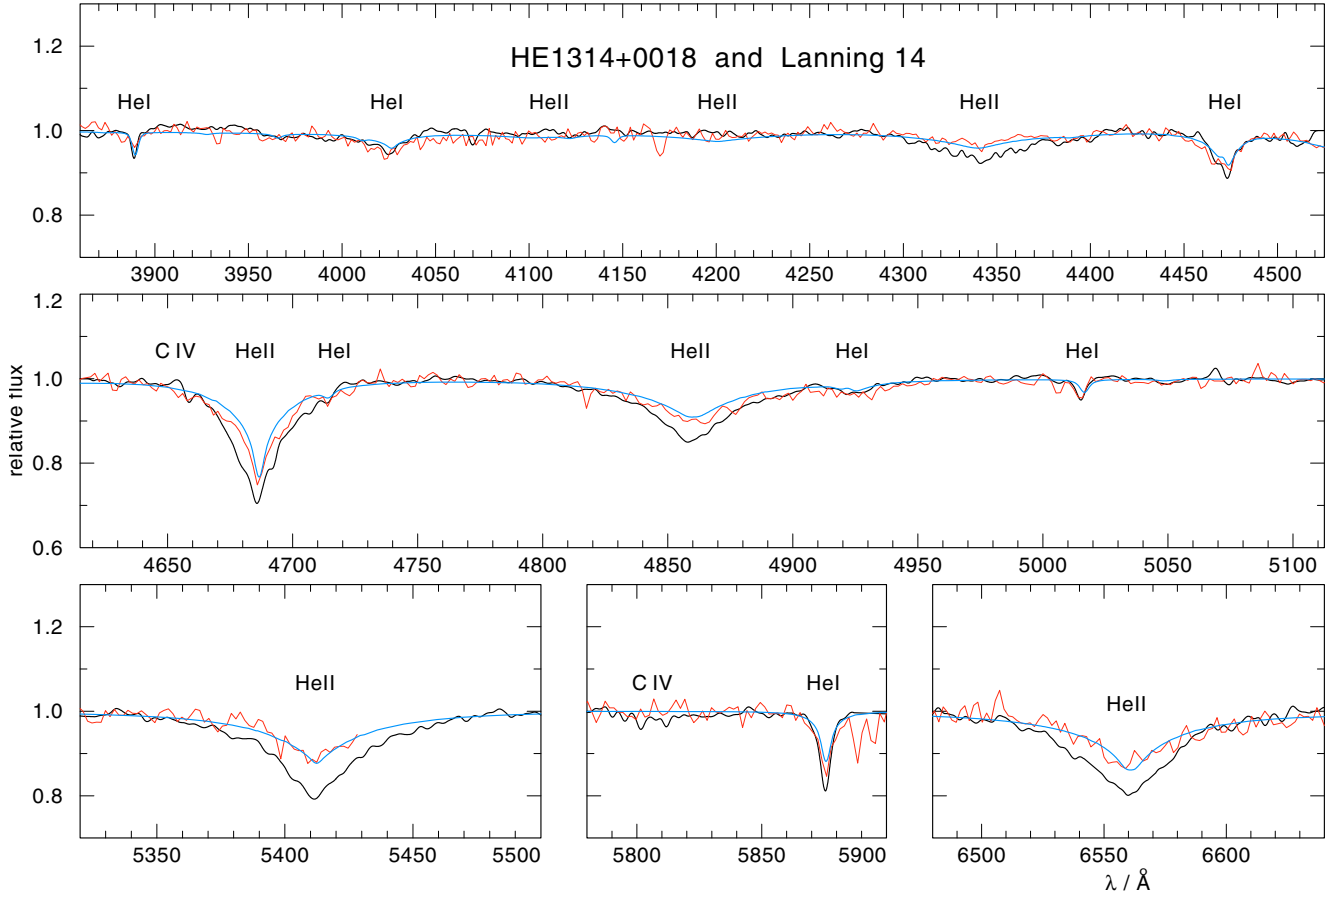 HE1314+0018 and Lanning 14
HeI HeI HeII HeII HeII HeI
1.2
1.0
0.8
3900 3950 4000 4050 4100 4150 4200 4250 4300 4350 4400 4450 4500
relative flux
1.2
C IV HeII HeI HeII HeI HeI
1.0
0.8
0.6
4650 4700 4750 4800 4850 4900 4950 5000 5050 5100
1.2
HeII C IV HeI HeII
1.0
0.8
5350 5400 5450 5500 5800 5850 5900 6500 6550 6600
λ / Å